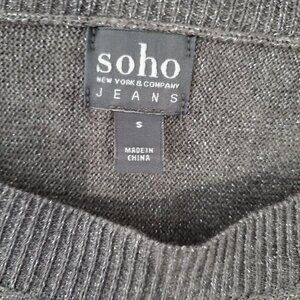 soho
NEW YORK & COMPANY
JEANS
S
MADE IN
CHINA